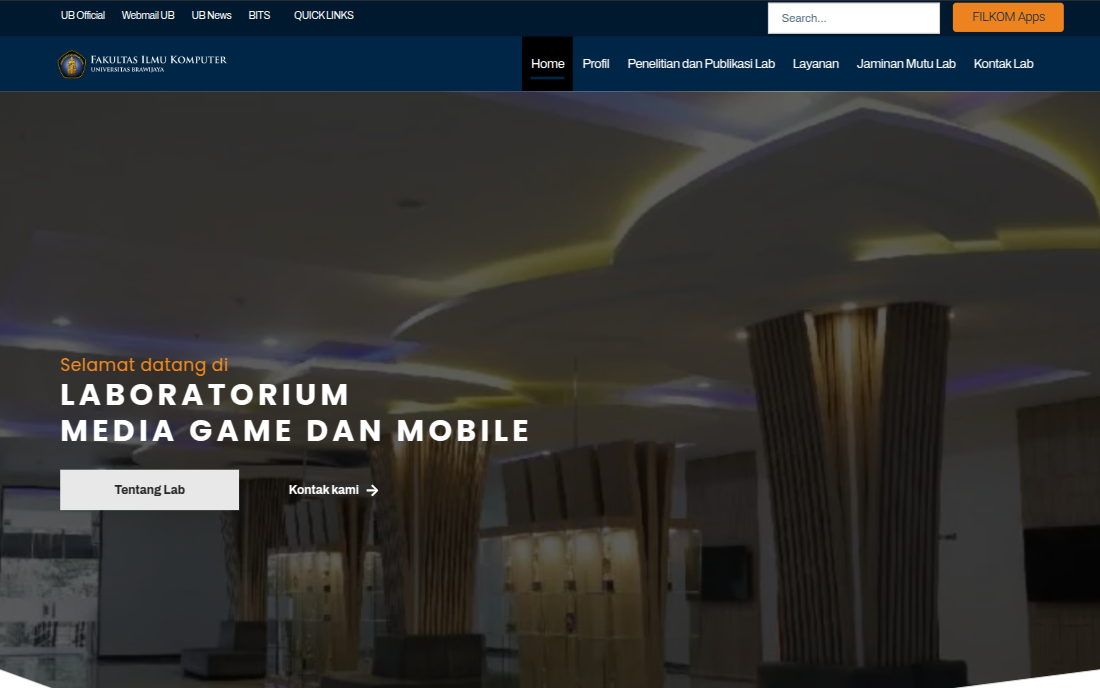 UB Official Webmail UB UB News BITS QUICK LINKS Search... FILKOM Apps
FAKULTAS ILMU KOMPUTER
UNIVERSITAS BRAWIJAYA
Home Profil Penelitian dan Publikasi Lab Layanan Jaminan Mutu Lab Kontak Lab
Selamat datang di
LABORATORIUM
MEDIA GAME DAN MOBILE
Tentang Lab Kontak kami